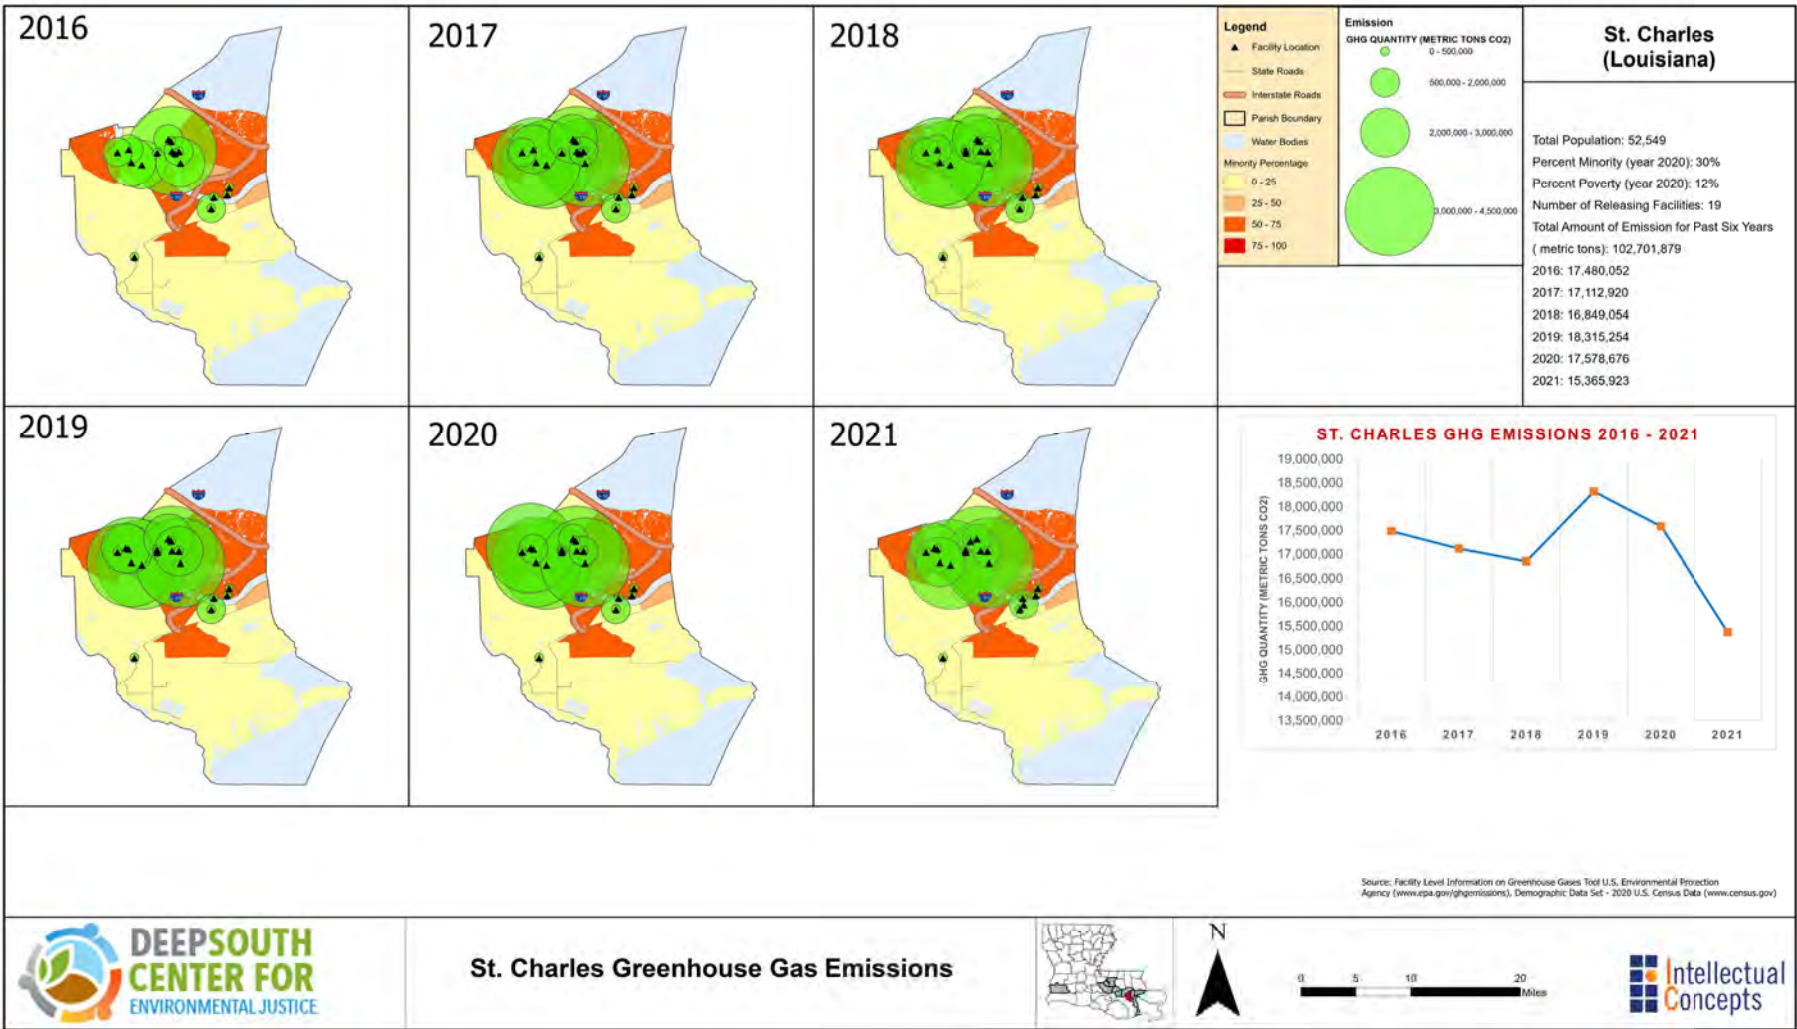 2016
2017
2018
Legend
Facility Location
State Roads
Interstate Roads
Parish Boundary
Water Bodies
Minority Percentage
0 - 25
25 - 50
50 - 75
75 - 100
Emission
GHG QUANTITY (METRIC TONS CO2)
0 - 500,000
500,000 - 2,000,000
2,000,000 - 3,000,000
3,000,000 - 4,500,000
St. Charles
(Louisiana)
Total Population: 52,549
Percent Minority (year 2020): 30%
Percent Poverty (year 2020): 12%
Number of Releasing Facilities: 19
Total Amount of Emission for Past Six Years
( metric tons): 102,701,879
2016: 17,480,052
2017: 17,112,920
2018: 16,849,054
2019: 18,315,254
2020: 17,578,676
2021: 15,365,923
2019
2020
2021
ST. CHARLES GHG EMISSIONS 2016 - 2021
GHG QUANTITY (METRIC TONS CO2)
19,000,000
18,500,000
18,000,000
17,500,000
17,000,000
16,500,000
16,000,000
15,500,000
15,000,000
14,500,000
14,000,000
13,500,000
2016 2017 2018 2019 2020 2021
Source: Facility Level Information on Greenhouse Gases Tool U.S. Environmental Protection
Agency (www.epa.gov/ghgemissions), Demographic Data Set - 2020 U.S. Census Data (www.census.gov)
DEEPSOUTH
CENTER FOR
ENVIRONMENTAL JUSTICE
St. Charles Greenhouse Gas Emissions
N
0 5 10 20
Miles
Intellectual
Concepts